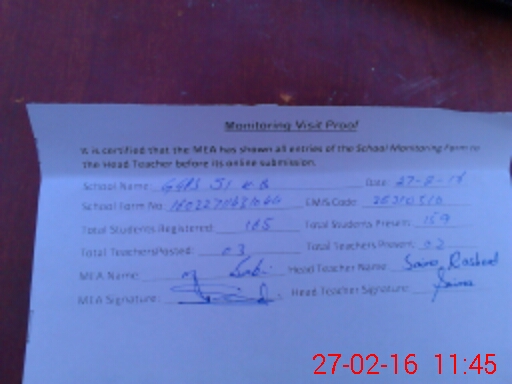 Monitoring Visit Proof
It is certified that the MEA has shown all entries of the School Monitoring Form to
the Head Teacher before its online submission.
School Name: GGPS 51 Date: 27-2-16
School Form No. EMIS Code:
Total Students Registered: 185 Total Students Present: 159
Total Teachers Posted: 03 Total Teachers Present: 02
MEA Name: Head Teacher Name: Saima Rasheed
MEA Signature: Head Teacher Signature: Saima
27-02-16 11:45